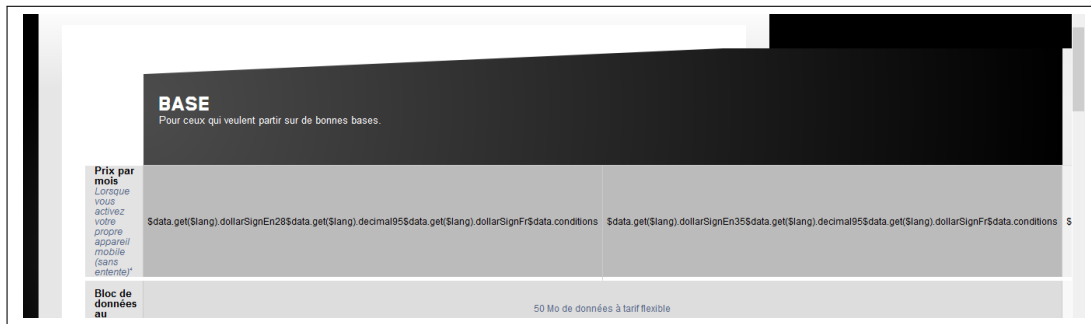 BASE
Pour ceux qui veulent partir sur de bonnes bases.
Prix par
mois
Lorsque
vous
activez
votre
propre
appareil
mobile
(sans
entente)*
$data.get($lang).dollarSignEn28$data.get($lang).decimal95$data.get($lang).dollarSignFr$data.conditions
$data.get($lang).dollarSignEn35$data.get($lang).decimal95$data.get($lang).dollarSignFr$data.conditions
$
Bloc de
données
au
50 Mo de données à tarif flexible